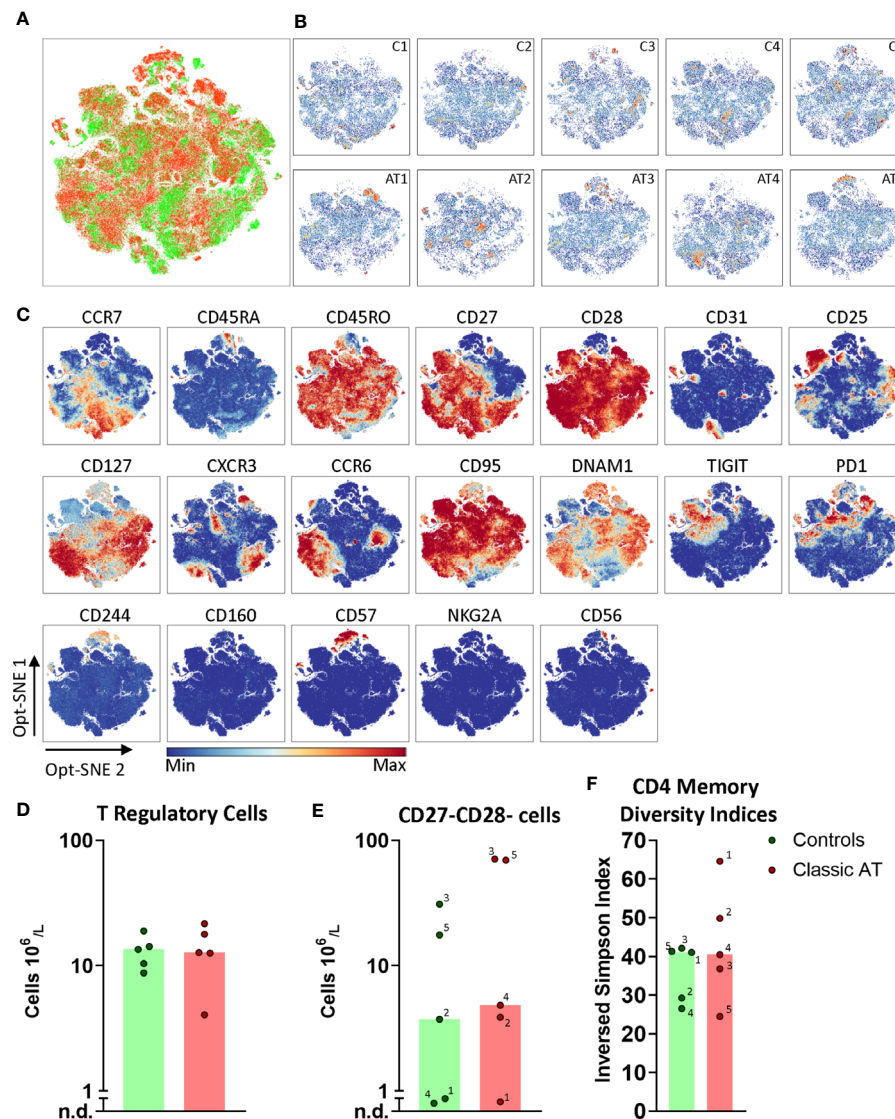 A
B
C1
C2
C3
C4
C
AT1
AT2
AT3
AT4
AT
C
CCR7
CD45RA
CD45RO
CD27
CD28
CD31
CD25
CD127
CXCR3
CCR6
CD95
DNAM1
TIGIT
PD1
CD244
CD160
CD57
NKG2A
CD56
Opt-SNE 1
Opt-SNE 2
Min
Max
D
T Regulatory Cells
Cells 10⁶/L
100
10
1
n.d.
E
CD27-CD28- cells
Cells 10⁶/L
100
10
1
n.d.
3
5
2
4
1
3
5
4
2
1
F
CD4 Memory
Diversity Indices
Inversed Simpson Index
70
60
50
40
30
20
10
0
5
3
1
2
4
1
2
4
3
5
Controls
Classic AT